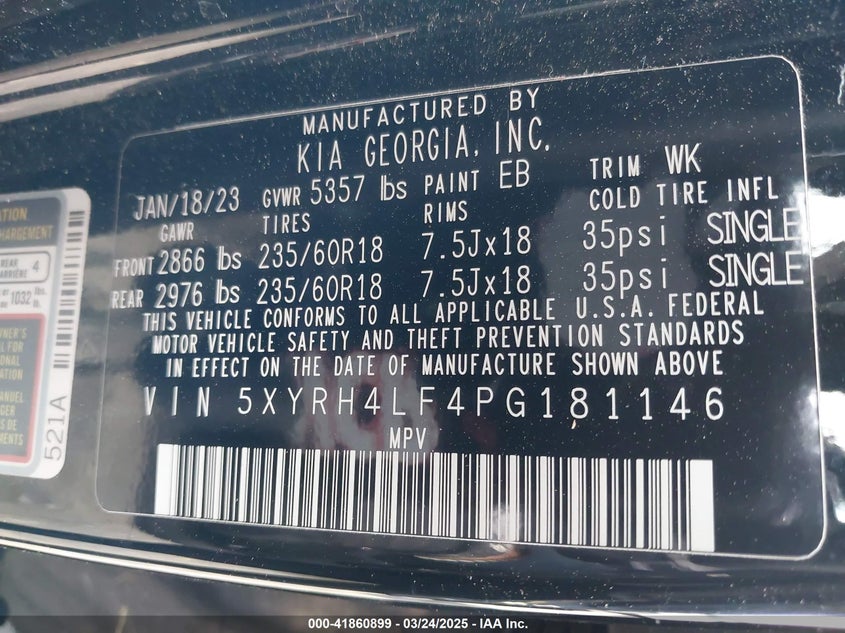 MANUFACTURED BY
KIA GEORGIA, INC.
JAN/18/23 GVWR 5357 lbs PAINT EB TRIM WK
GAWR TIRES RIMS COLD TIRE INFL
FRONT 2866 lbs 235/60R18 7.5Jx18 35psi SINGLE
REAR 2976 lbs 235/60R18 7.5Jx18 35psi SINGLE
THIS VEHICLE CONFORMS TO ALL APPLICABLE U.S.A. FEDERAL
MOTOR VEHICLE SAFETY AND THEFT PREVENTION STANDARDS
IN EFFECT ON THE DATE OF MANUFACTURE SHOWN ABOVE
VIN 5XYRH4LF4PG181146
MPV
REAR 4
1032
521A
000-41860899 - 03/24/2025 - IAA Inc.